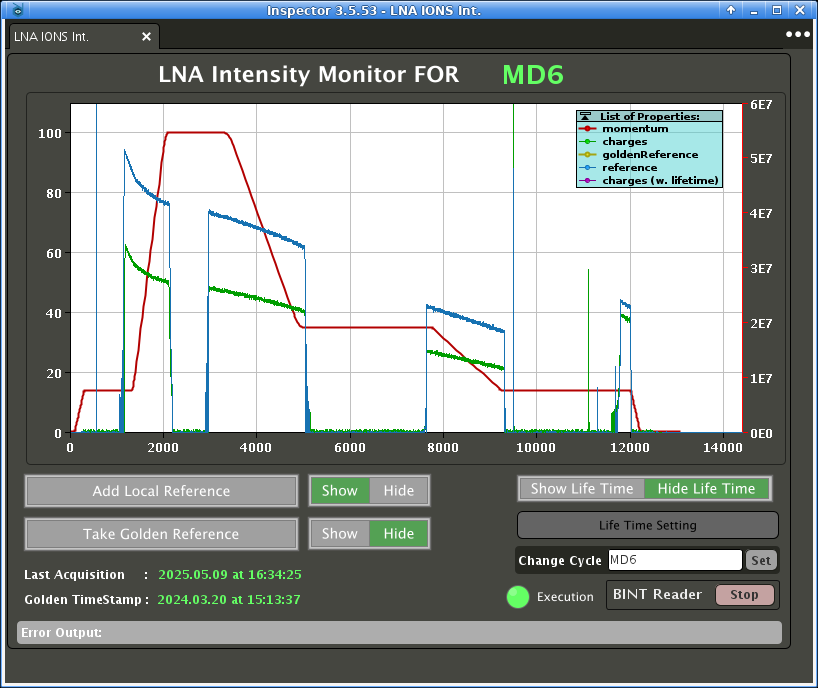 Inspector 3.5.53 - LNA IONS Int.
LNA IONS Int.
LNA Intensity Monitor FOR MD6
List of Properties:
momentum
charges
goldenReference
reference
charges (w. lifetime)
100
80
60
40
20
0
6E7
5E7
4E7
3E7
2E7
1E7
0E0
0 2000 4000 6000 8000 10000 12000 14000
Add Local Reference Show Hide Show Life Time Hide Life Time
Take Golden Reference Show Hide Life Time Setting
Change Cycle MD6 Set
Last Acquisition : 2025.05.09 at 16:34:25
Golden TimeStamp : 2024.03.20 at 15:13:37
Execution BINT Reader Stop
Error Output: